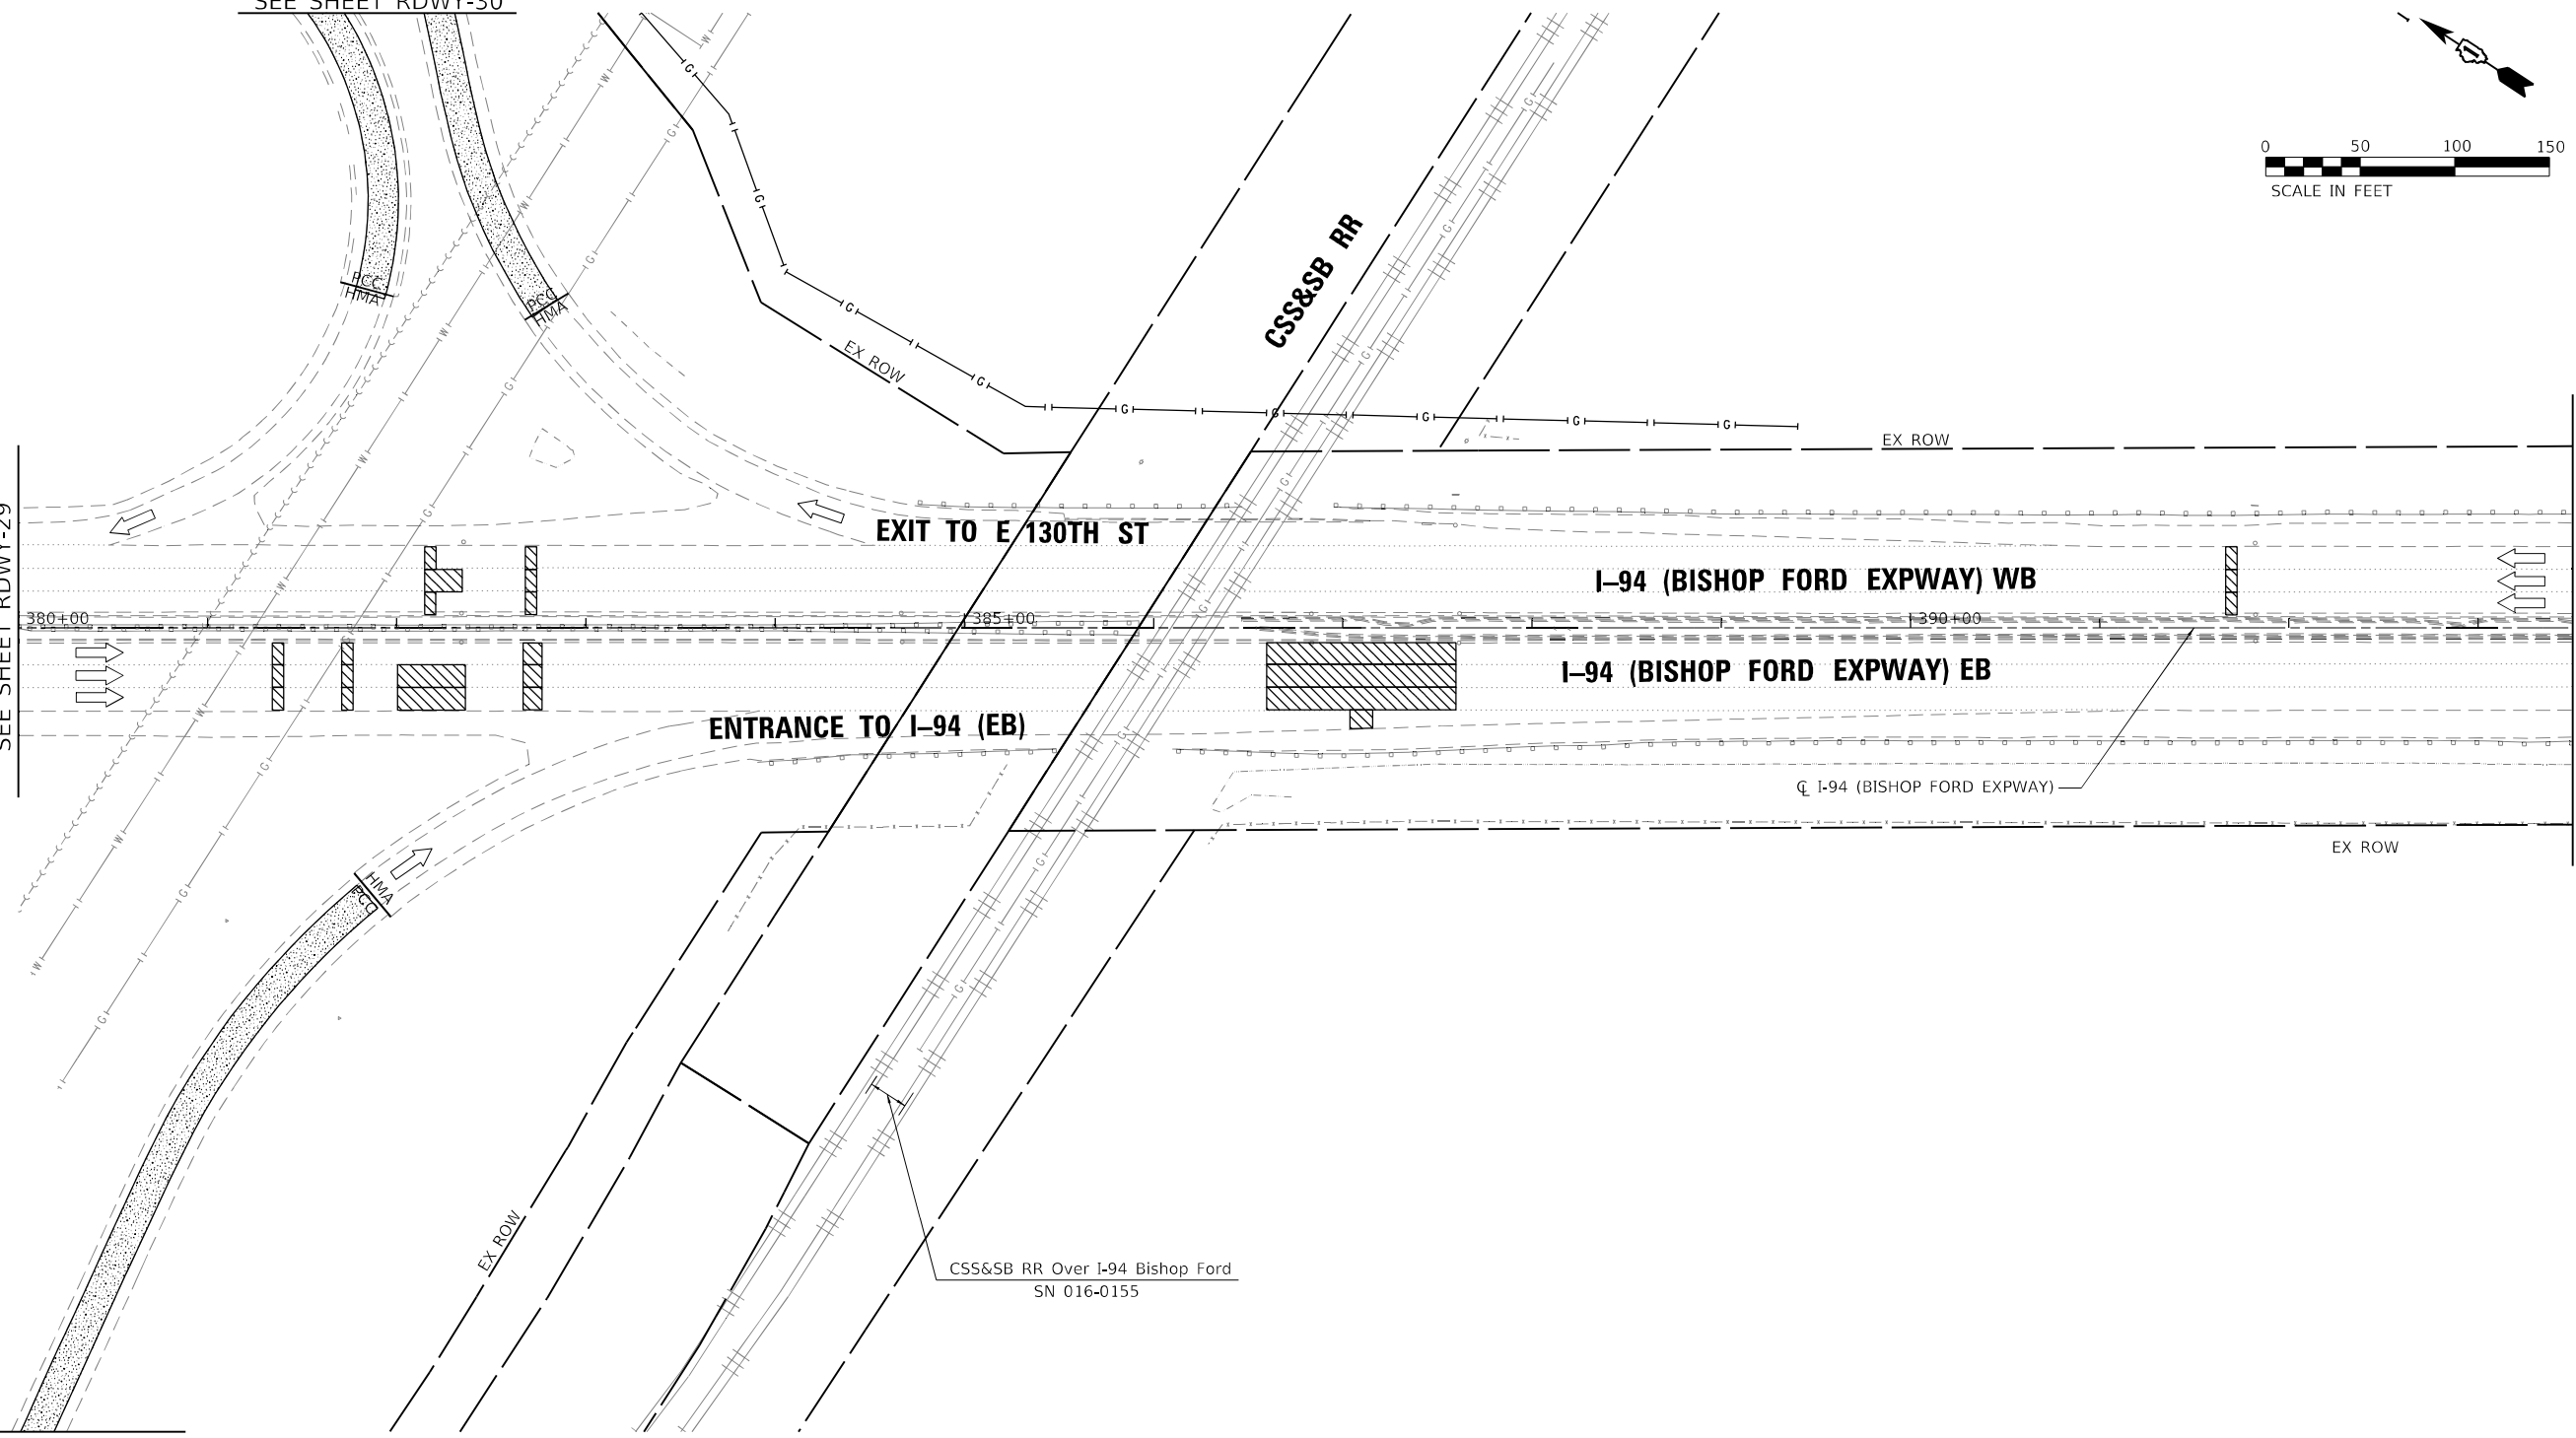 SEE SHEET RDWY-30
0 50 100 150
SCALE IN FEET
W
W
G
G
G
W
G
G
G
G
PCC
HMA
PCC
HMA
W
EX ROW
G
G
CSS&SB RR
G
G
G
G
G
G
G
EX ROW
SEE SHEET RDWY-29
W
G
G
EXIT TO E 130TH ST
I-94 (BISHOP FORD EXPWAY) WB
W
G
380+00
385+00
390+00
G
I-94 (BISHOP FORD EXPWAY) EB
W
ENTRANCE TO I-94 (EB)
G
G
℄ I-94 (BISHOP FORD EXPWAY)
W
EX ROW
G
HMA
PCC
G
W
G
G
EX ROW
CSS&SB RR Over I-94 Bishop Ford
SN 016-0155